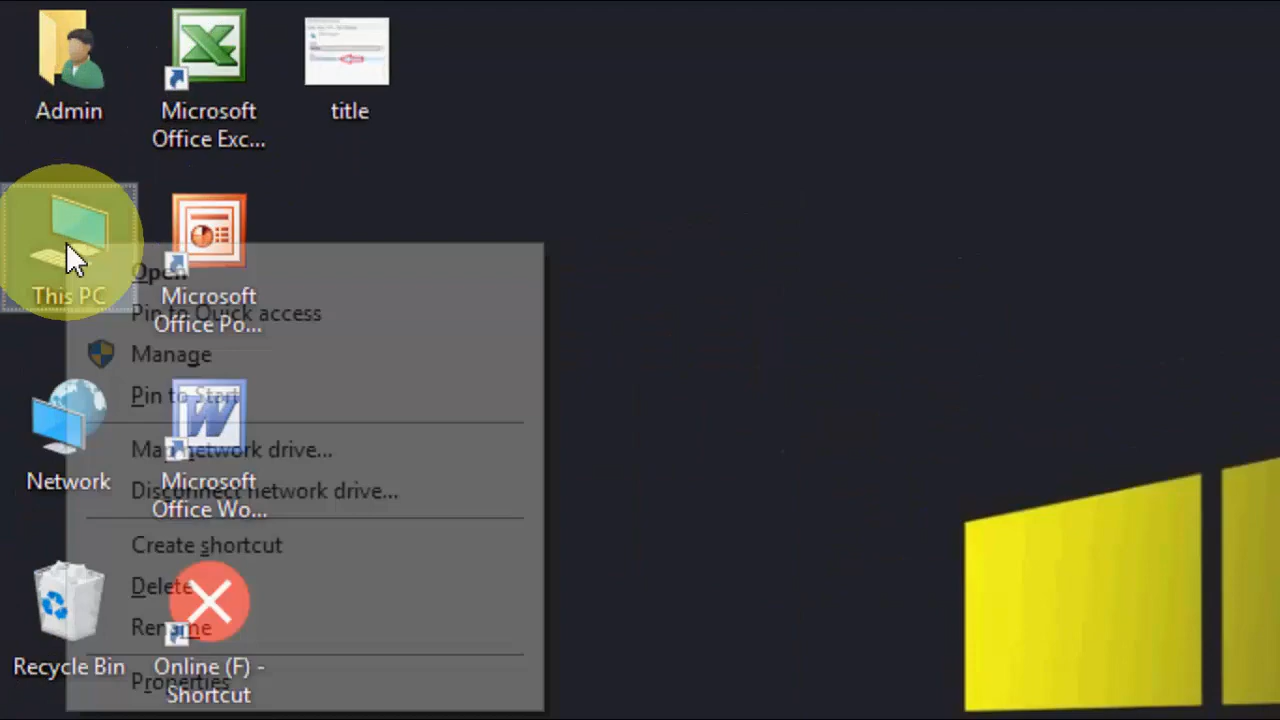 Admin
Microsoft
Office Exc...
title
This PC
Microsoft
Office Po...
Network
Microsoft
Office Wo...
Recycle Bin
Online (F) -
Shortcut
Open
Pin to Quick access
Manage
Pin to Start
Map network drive...
Disconnect network drive...
Create shortcut
Delete
Rename
Properties